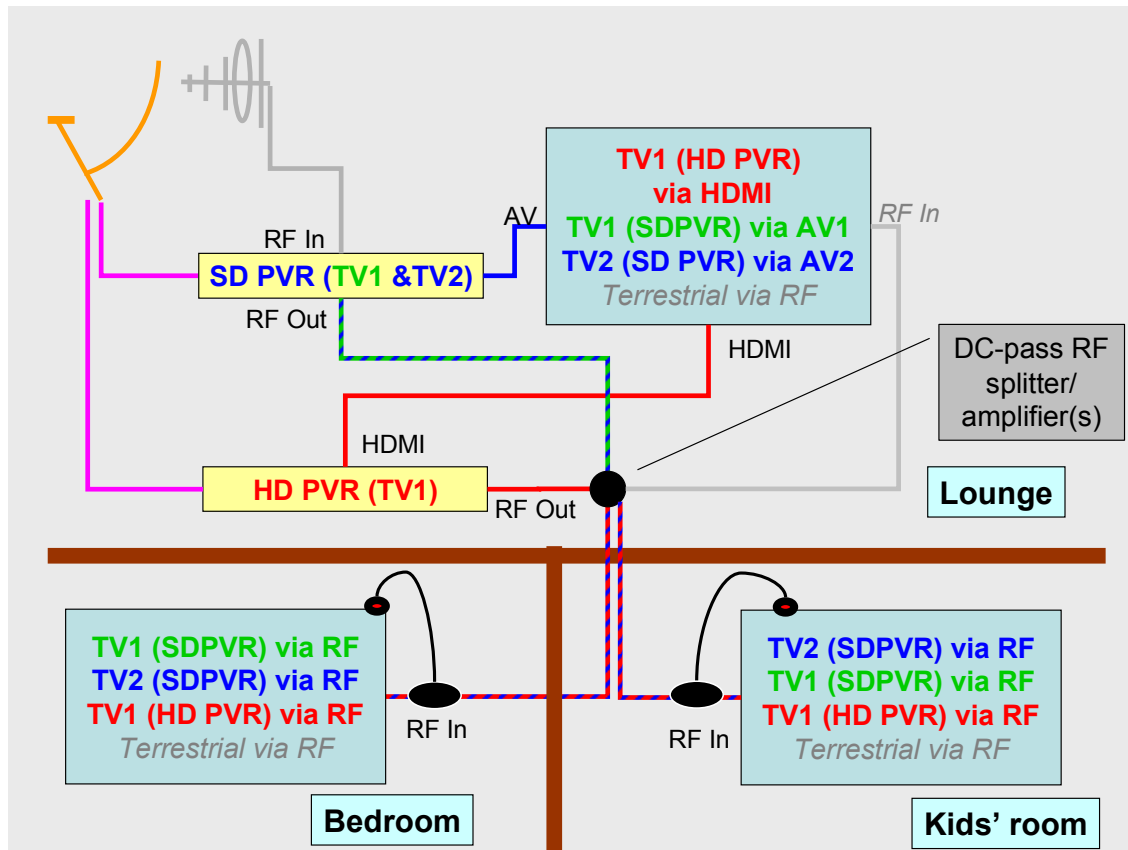 TV1 (HD PVR)
via HDMI
TV1 (SDPVR) via AV1
TV2 (SD PVR) via AV2
Terrestrial via RF
AV
RF In
RF In
SD PVR (TV1 &TV2)
RF Out
HDMI
DC-pass RF
splitter/
amplifier(s)
HDMI
HD PVR (TV1)
RF Out
Lounge
TV1 (SDPVR) via RF
TV2 (SDPVR) via RF
TV1 (HD PVR) via RF
Terrestrial via RF
RF In
Bedroom
TV2 (SDPVR) via RF
TV1 (SDPVR) via RF
TV1 (HD PVR) via RF
Terrestrial via RF
RF In
Kids’ room